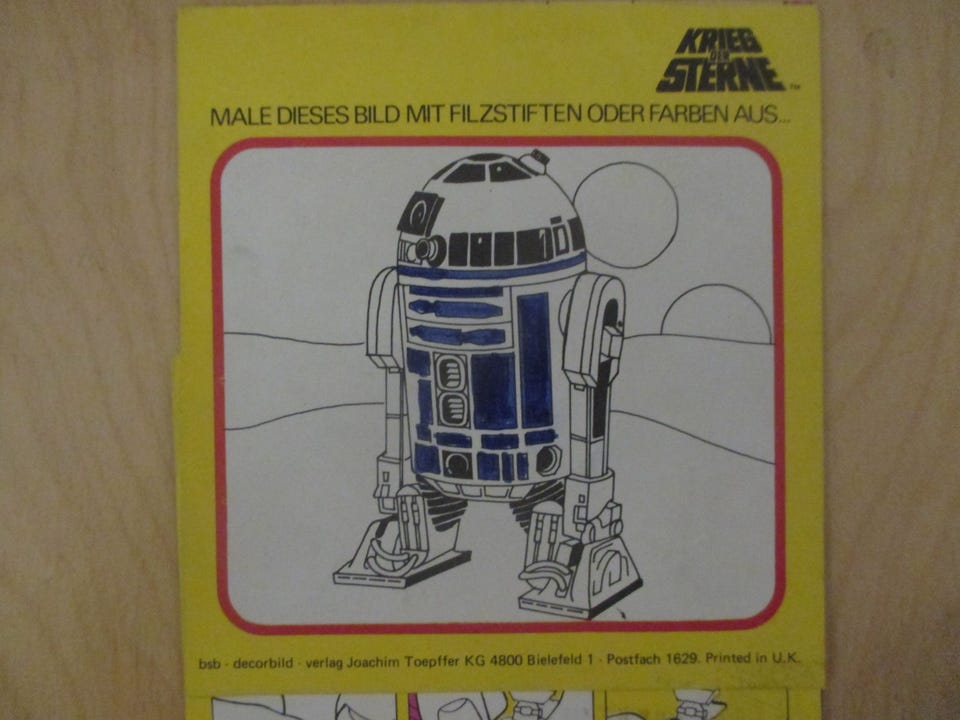 KRIEG
DER
STERNE™
MALE DIESES BILD MIT FILZSTIFTEN ODER FARBEN AUS...
bsb · decorbild · verlag Joachim Toepffer KG 4800 Bielefeld 1 · Postfach 1629. Printed in U.K.